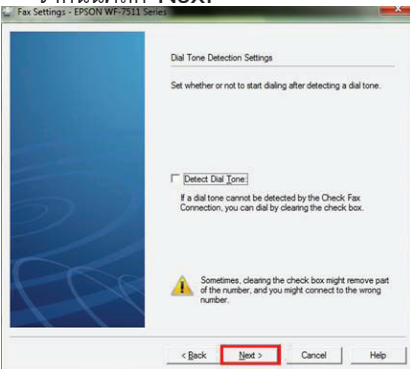 Next
Fax Settings - EPSON WF-7511 Series
Dial Tone Detection Settings
Set whether or not to start dialing after detecting a dial tone.
Detect Dial Tone:
If a dial tone cannot be detected by the Check Fax
Connection, you can dial by clearing the check box.
Sometimes, clearing the check box might remove part
of the number, and you might connect to the wrong
number.
< Back Next > Cancel Help